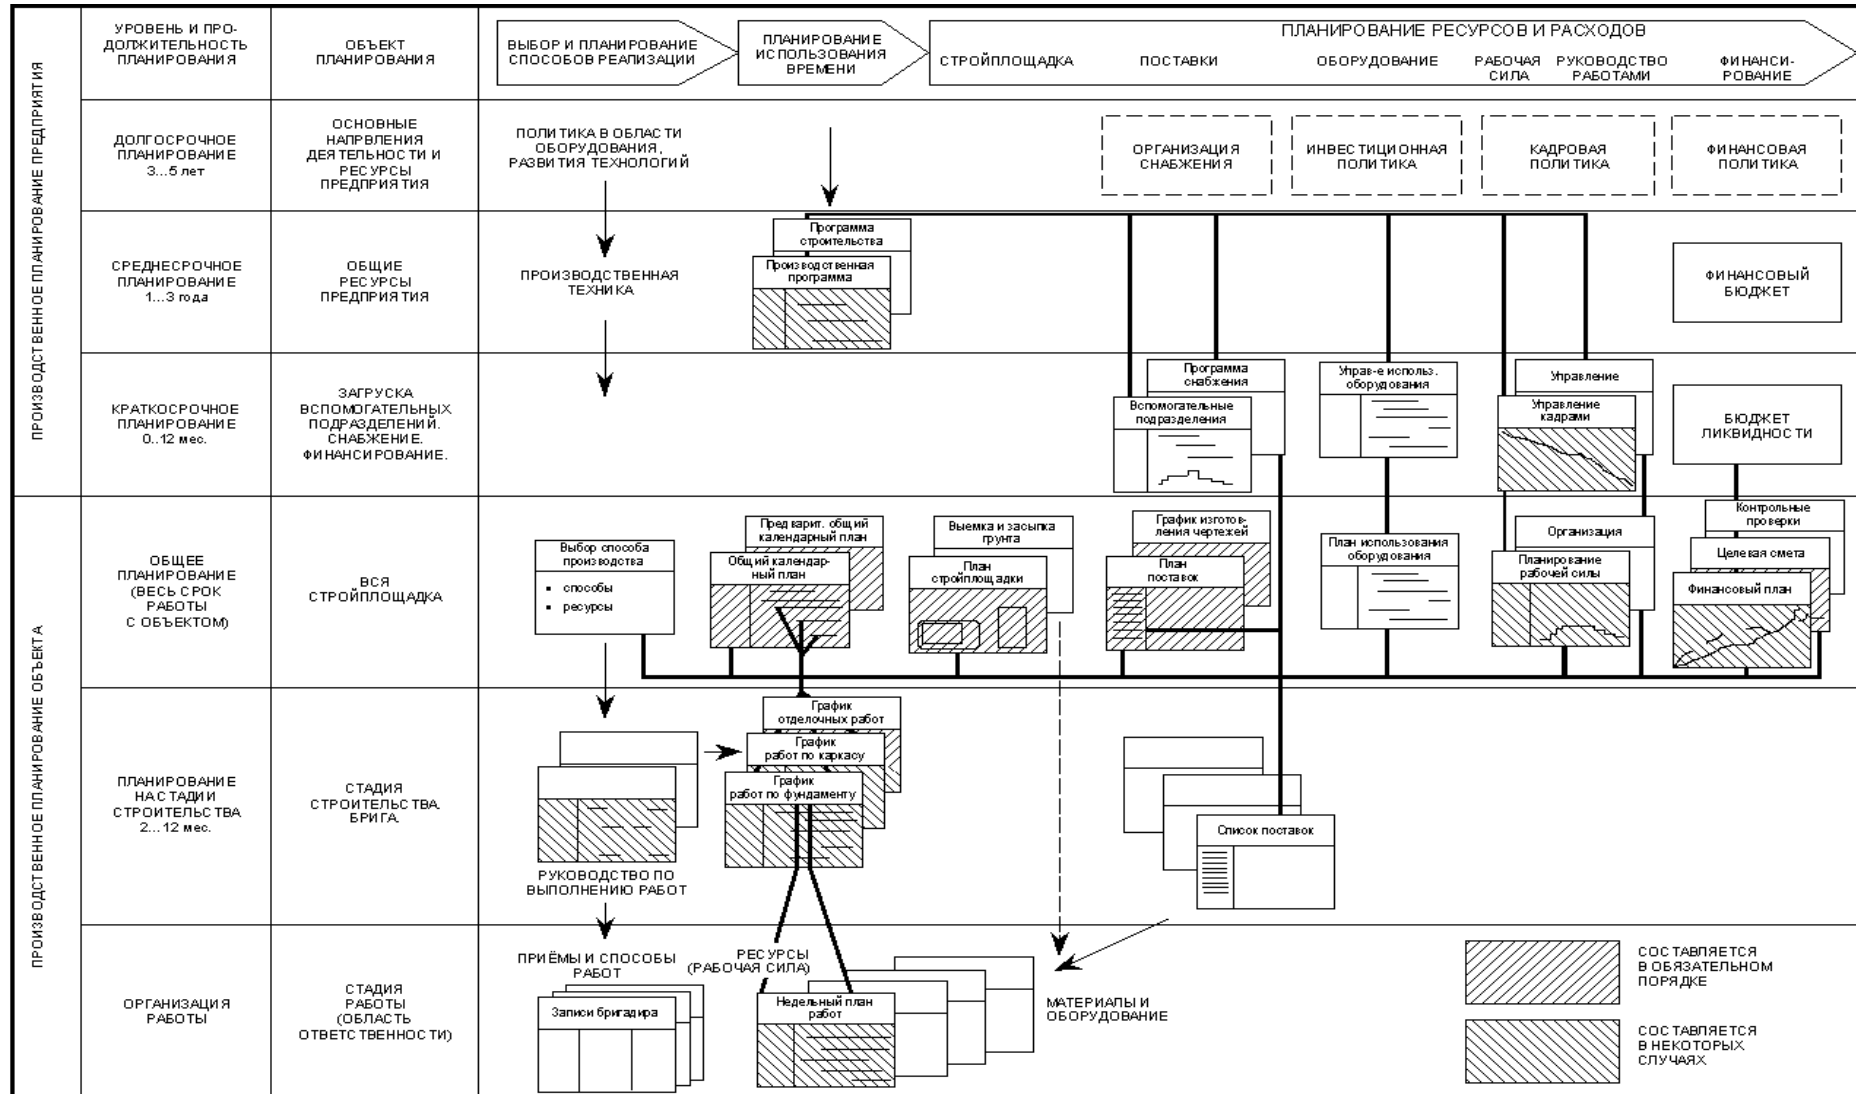 ПРОИЗВОДСТВЕННОЕ ПЛАНИРОВАНИЕ ПРЕДПРИЯТИЯ
УРОВЕНЬ И ПРО-
ДОЛЖИТЕЛЬНОСТЬ
ПЛАНИРОВАНИЯ
ОБЪЕКТ
ПЛАНИРОВАНИЯ
ВЫБОР И ПЛАНИРОВАНИЕ
СПОСОБОВ РЕАЛИЗАЦИИ
ПЛАНИРОВАНИЕ
ИСПОЛЬЗОВАНИЯ
ВРЕМЕНИ
ПЛАНИРОВАНИЕ РЕСУРСОВ И РАСХОДОВ
СТРОЙПЛОЩАДКА
ПОСТАВКИ
ОБОРУДОВАНИЕ
РАБОЧАЯ
СИЛА
РУКОВОДСТВО
РАБОТАМИ
ФИНАНСИ-
РОВАНИЕ
ДОЛГОСРОЧНОЕ
ПЛАНИРОВАНИЕ
3...5 лет
ОСНОВНЫЕ
НАПРВЛЕНИЯ
ДЕЯТЕЛЬНОСТИ И
РЕСУРСЫ
ПРЕДПРИЯТИЯ
ПОЛИТИКА В ОБЛАСТИ
ОБОРУДОВАНИЯ,
РАЗВИТИЯ ТЕХНОЛОГИЙ
ОРГАНИЗАЦИЯ
СНАБЖЕНИЯ
ИНВЕСТИЦИОННАЯ
ПОЛИТИКА
КАДРОВАЯ
ПОЛИТИКА
ФИНАНСОВАЯ
ПОЛИТИКА
СРЕДНЕСРОЧНОЕ
ПЛАНИРОВАНИЕ
1...3 года
ОБЩИЕ
РЕСУРСЫ
ПРЕДПРИЯТИЯ
ПРОИЗВОДСТВЕННАЯ
ТЕХНИКА
Программа
строительства
Производственная
программа
ФИНАНСОВЫЙ
БЮДЖЕТ
КРАТКОСРОЧНОЕ
ПЛАНИРОВАНИЕ
0..12 мес.
ЗАГРУСКА
ВСПОМОГАТЕЛЬНЫХ
ПОДРАЗДЕЛЕНИЙ.
СНАБЖЕНИЕ.
ФИНАНСИРОВАНИЕ.
Программа
снабжения
Вспомогательные
подразделения
Управ-е использ.
оборудования
Управление
Управление
кадрами
БЮДЖЕТ
ЛИКВИДНОСТИ
ПРОИЗВОДСТВЕННОЕ ПЛАНИРОВАНИЕ ОБЪЕКТА
ОБЩЕЕ
ПЛАНИРОВАНИЕ
(ВЕСЬ СРОК
РАБОТЫ
С ОБЪЕКТОМ)
ВСЯ
СТРОЙПЛОЩАДКА
Выбор способа
производства
• способы
• ресурсы
Предварит. общий
календарный план
Общий календар-
ный план
Выемка и засыпка
грунта
План
стройплощадки
График изготов-
ления чертежей
План
поставок
План использования
оборудования
Организация
Планирование
рабочей силы
Контрольные
проверки
Целевая смета
Финансовый план
ПЛАНИРОВАНИЕ
НА СТАДИИ
СТРОИТЕЛЬСТВА
2...12 мес.
СТАДИЯ
СТРОИТЕЛЬСТВА.
БРИГА.
РУКОВОДСТВО ПО
ВЫПОЛНЕНИЮ РАБОТ
График
отделочных работ
График
работ по каркасу
График
работ по фундаменту
Список поставок
ОРГАНИЗАЦИЯ
РАБОТЫ
СТАДИЯ
РАБОТЫ
(ОБЛАСТЬ
ОТВЕТСТВЕННОСТИ)
ПРИЁМЫ И СПОСОБЫ
РАБОТ
Записи бригадира
РЕСУРСЫ
(РАБОЧАЯ СИЛА)
Недельный план
работ
МАТЕРИАЛЫ И
ОБОРУДОВАНИЕ
СОСТАВЛЯЕТСЯ
В ОБЯЗАТЕЛЬНОМ
ПОРЯДКЕ
СОСТАВЛЯЕТСЯ
В НЕКОТОРЫХ
СЛУЧАЯХ